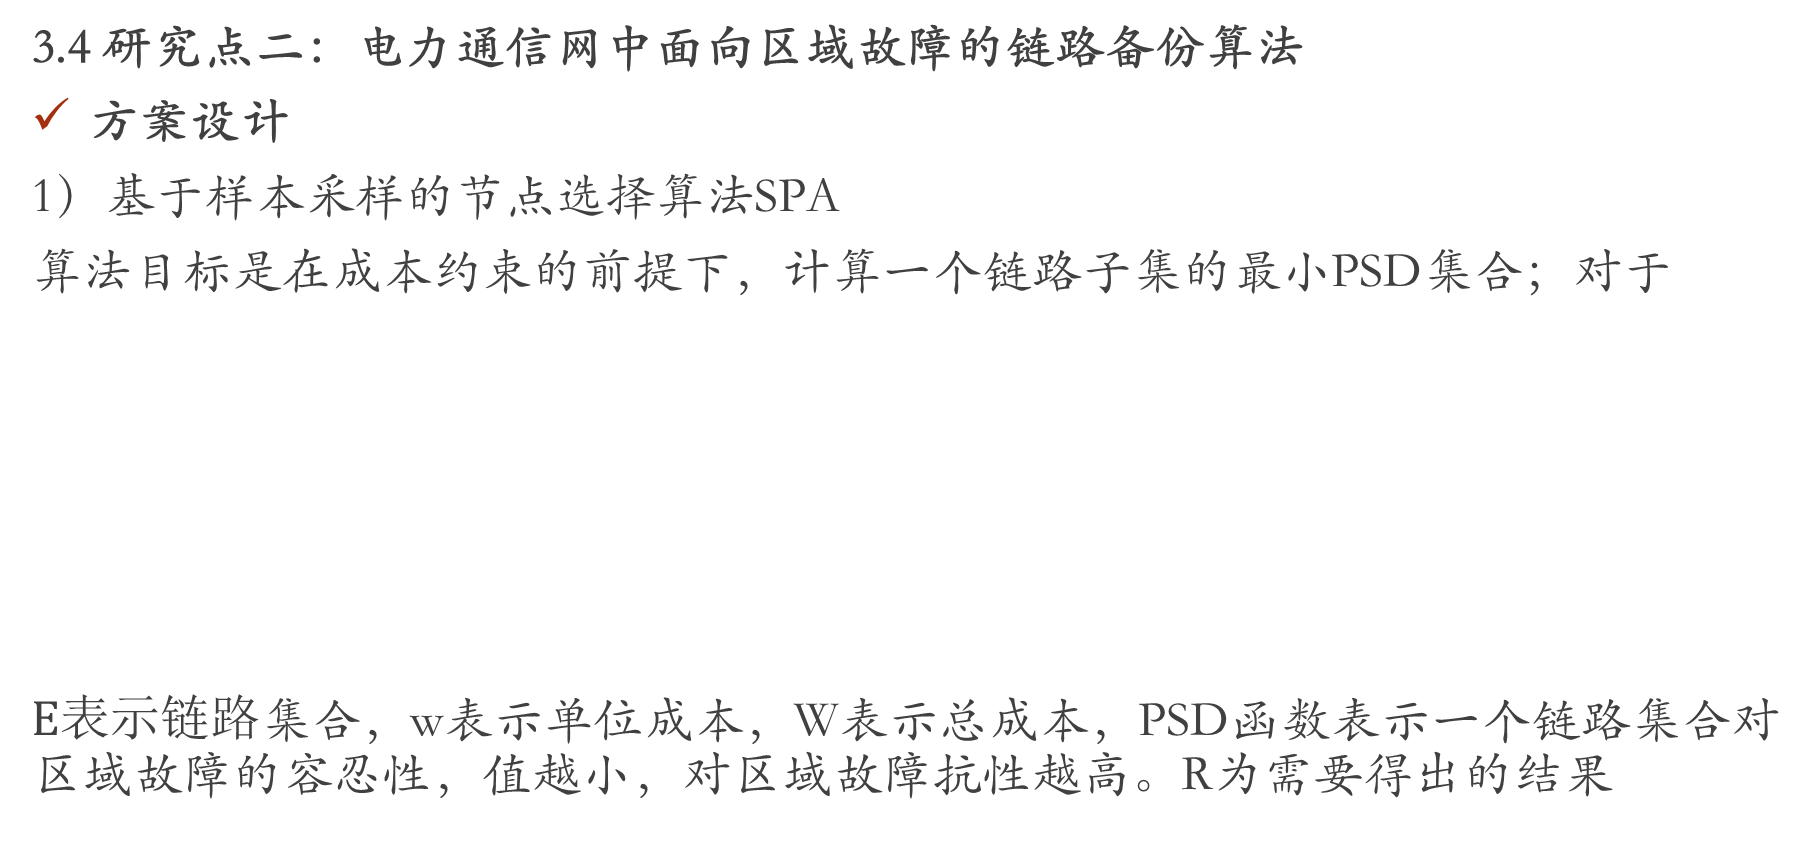 3.4 研究点二：电力通信网中面向区域故障的链路备份算法
✓ 方案设计
1）基于样本采样的节点选择算法SPA
算法目标是在成本约束的前提下，计算一个链路子集的最小PSD集合；对于
E表示链路集合，w表示单位成本，W表示总成本，PSD函数表示一个链路集合对
区域故障的容忍性，值越小，对区域故障抗性越高。R为需要得出的结果